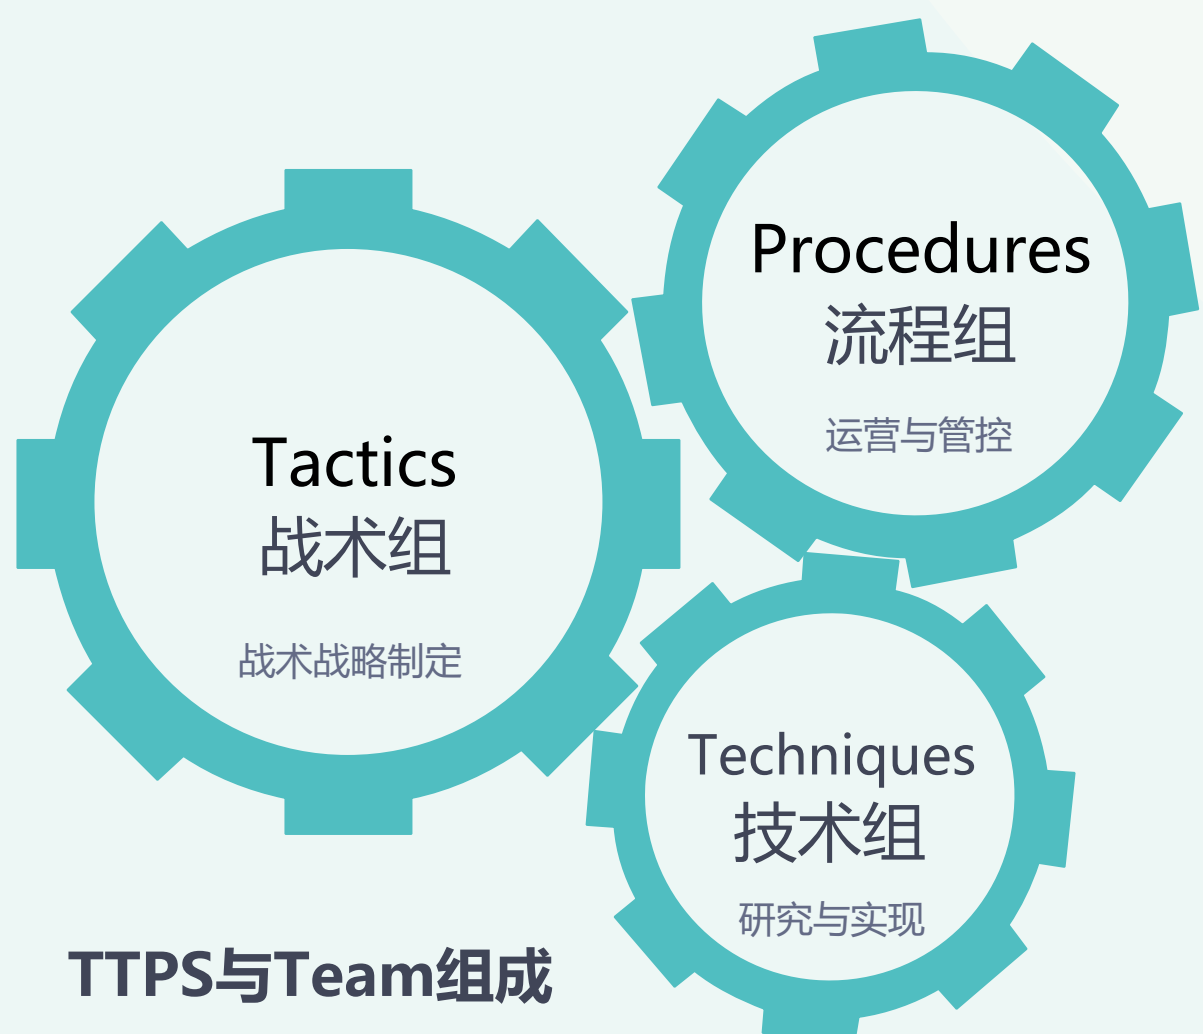 Procedures
流程组
运营与管控
Tactics
战术组
战术战略制定
Techniques
技术组
研究与实现
TTPS与Team组成